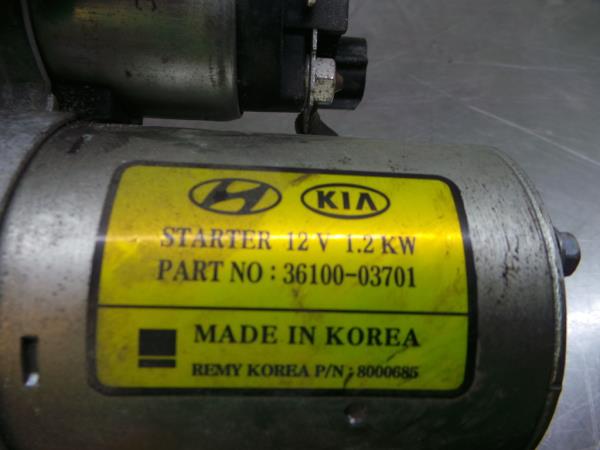 KIA
STARTER 12 V 1.2 KW
PART NO : 36100-03701
MADE IN KOREA
REMY KOREA P/N : 8000685